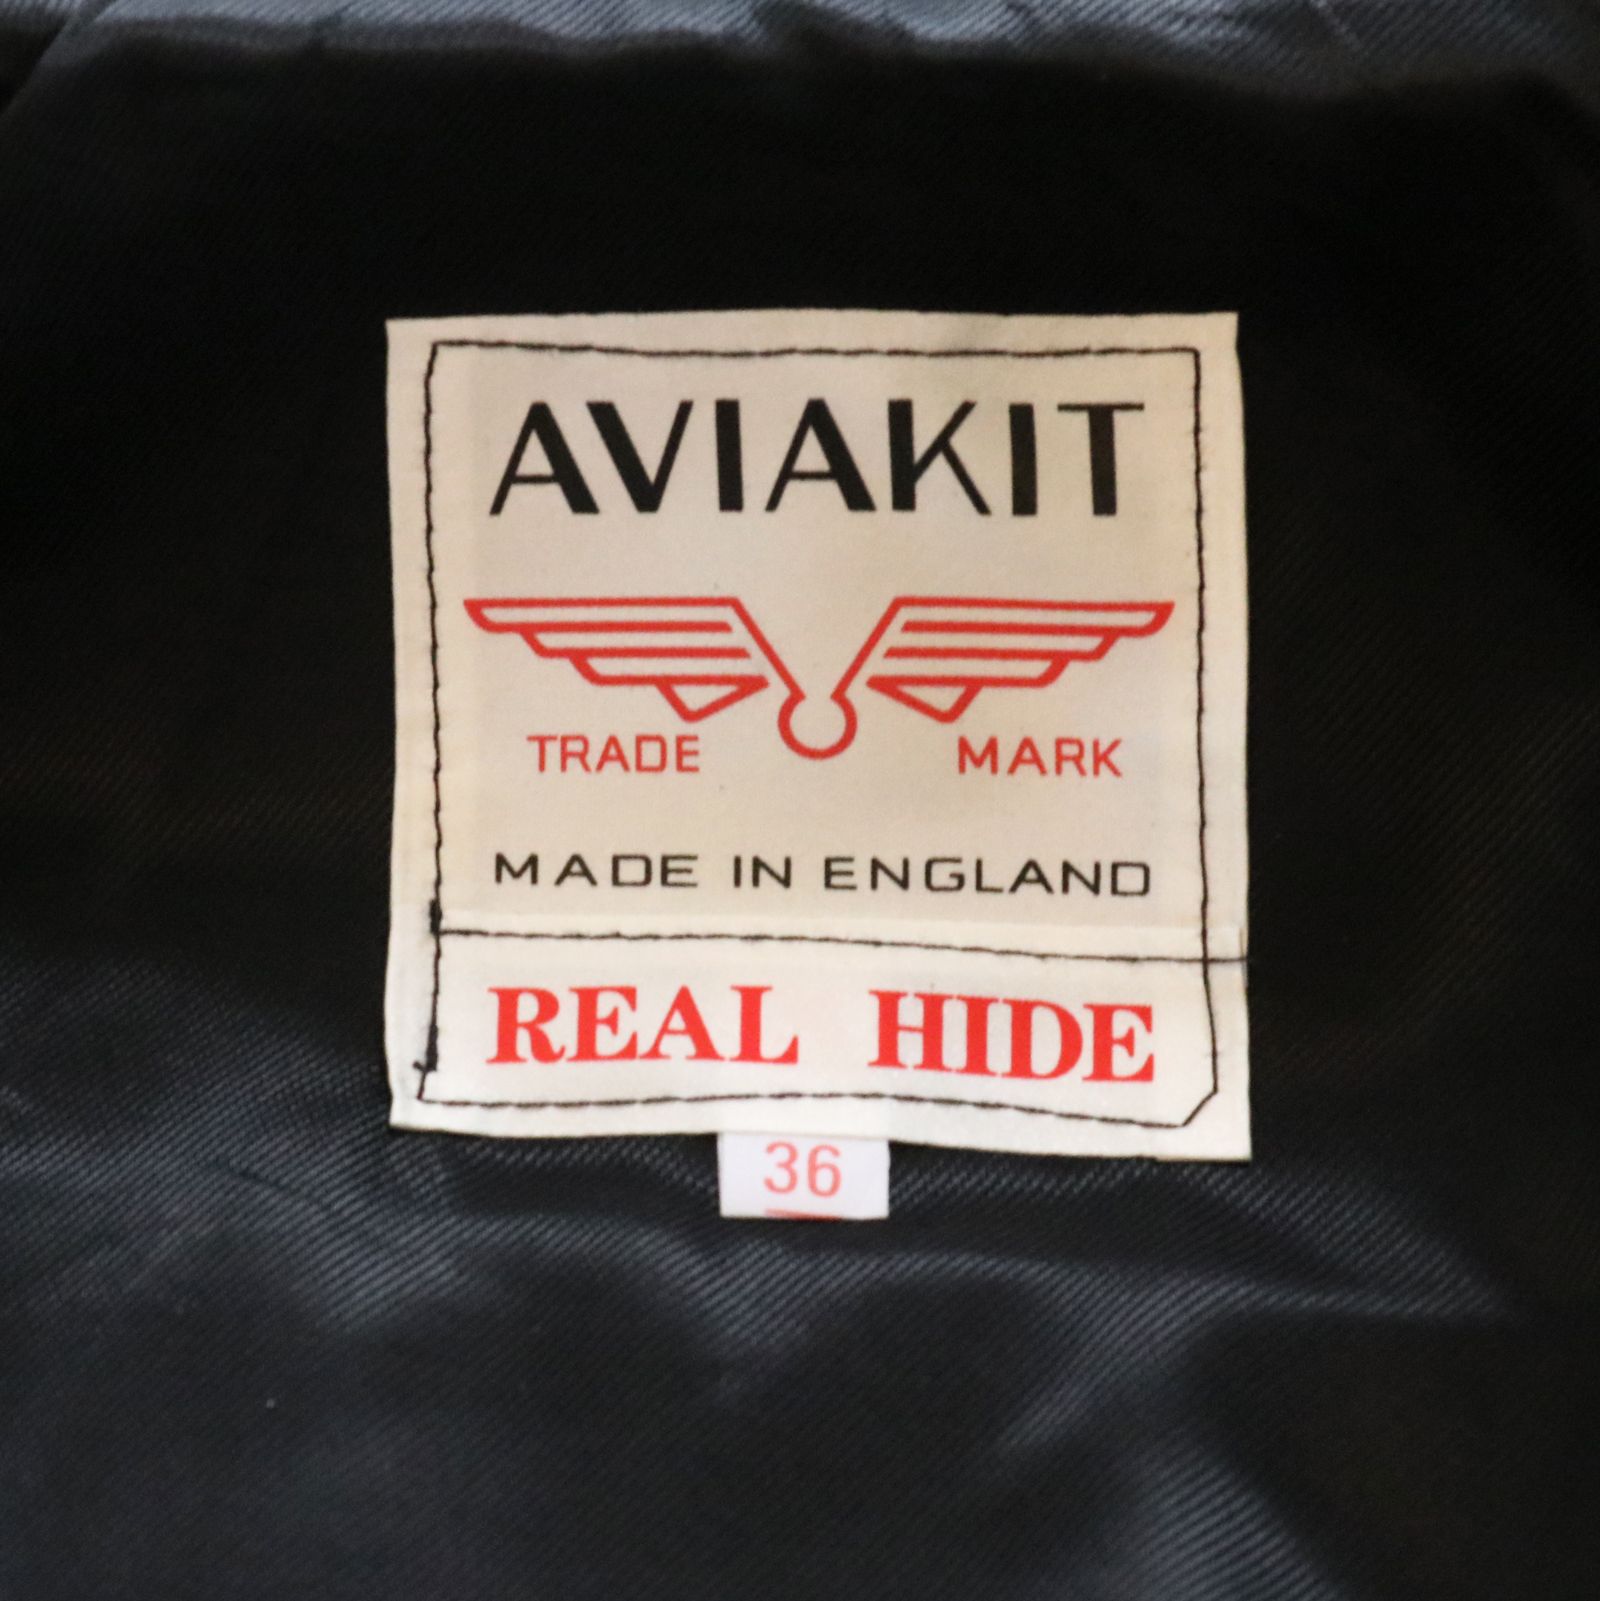 AVIAKIT
TRADE MARK
MADE IN ENGLAND
REAL HIDE
36